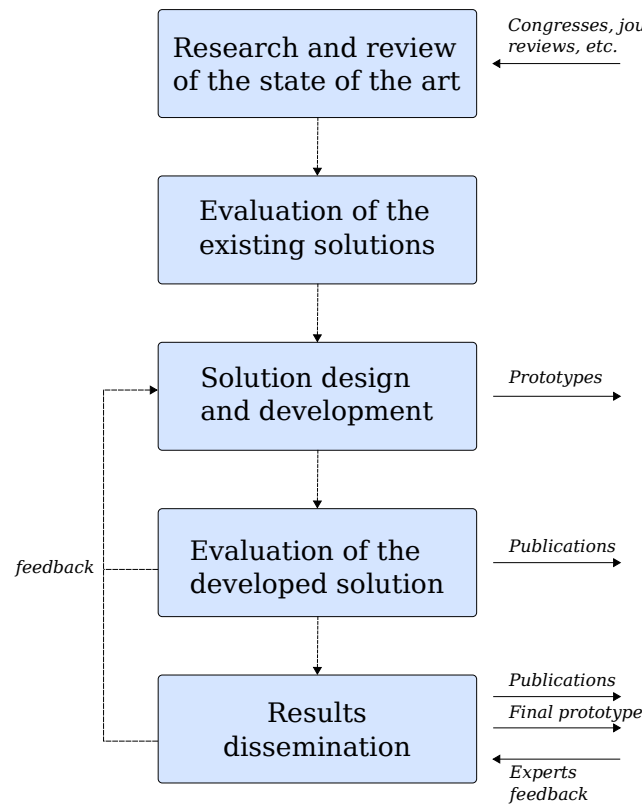 Research and review
of the state of the art
Congresses,
reviews, etc.
Evaluation of the
existing solutions
Solution design
and development
Prototypes
feedback
Evaluation of the
developed solution
Publications
Results
dissemination
Publications
Final prototype
Experts
feedback